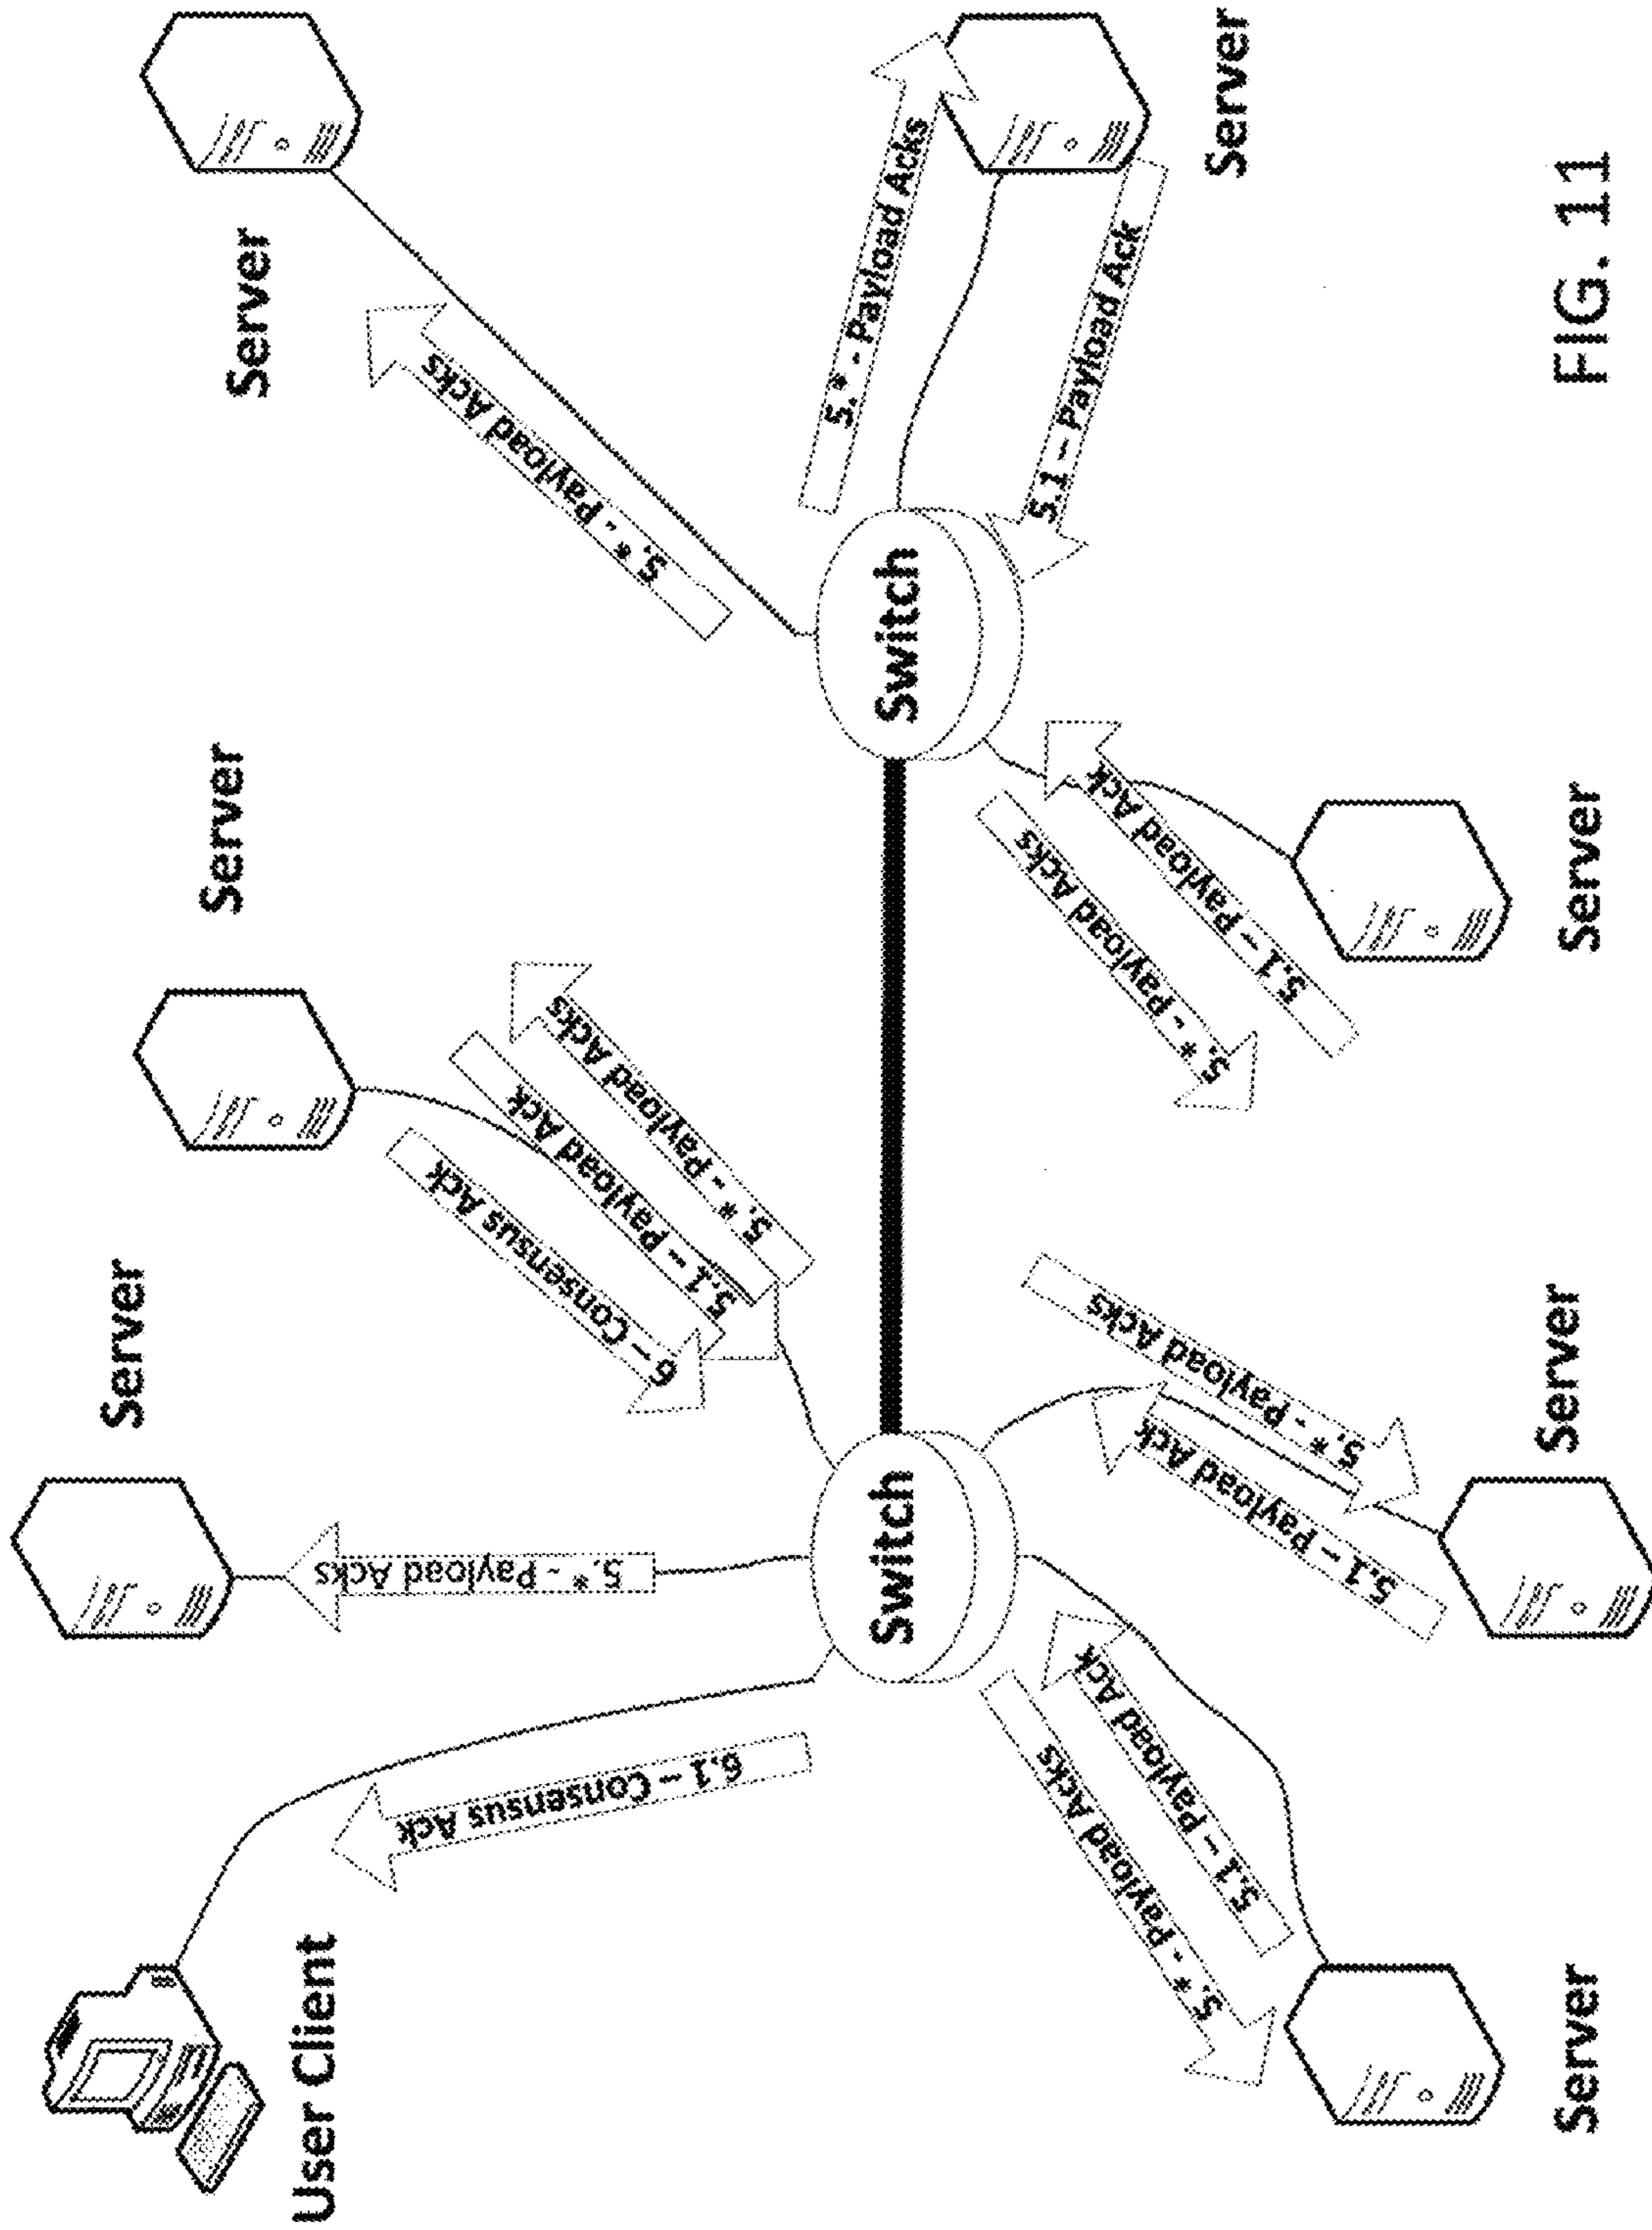 Server
Server
Server
User Client
5.* - Payload Acks
6.1 – Consensus Ack
6 – Consensus Ack
5.1 – Payload Ack
5.* - Payload Acks
5.* - Payload Acks
Switch
Switch
5.* - Payload Acks
5.1 – Payload Ack
5.* - Payload Acks
5.1 – Payload Ack
5.1 – Payload Ack
5.* - Payload Acks
5.* - Payload Acks
5.1 – Payload Ack
Server
Server
Server
Server
FIG. 11